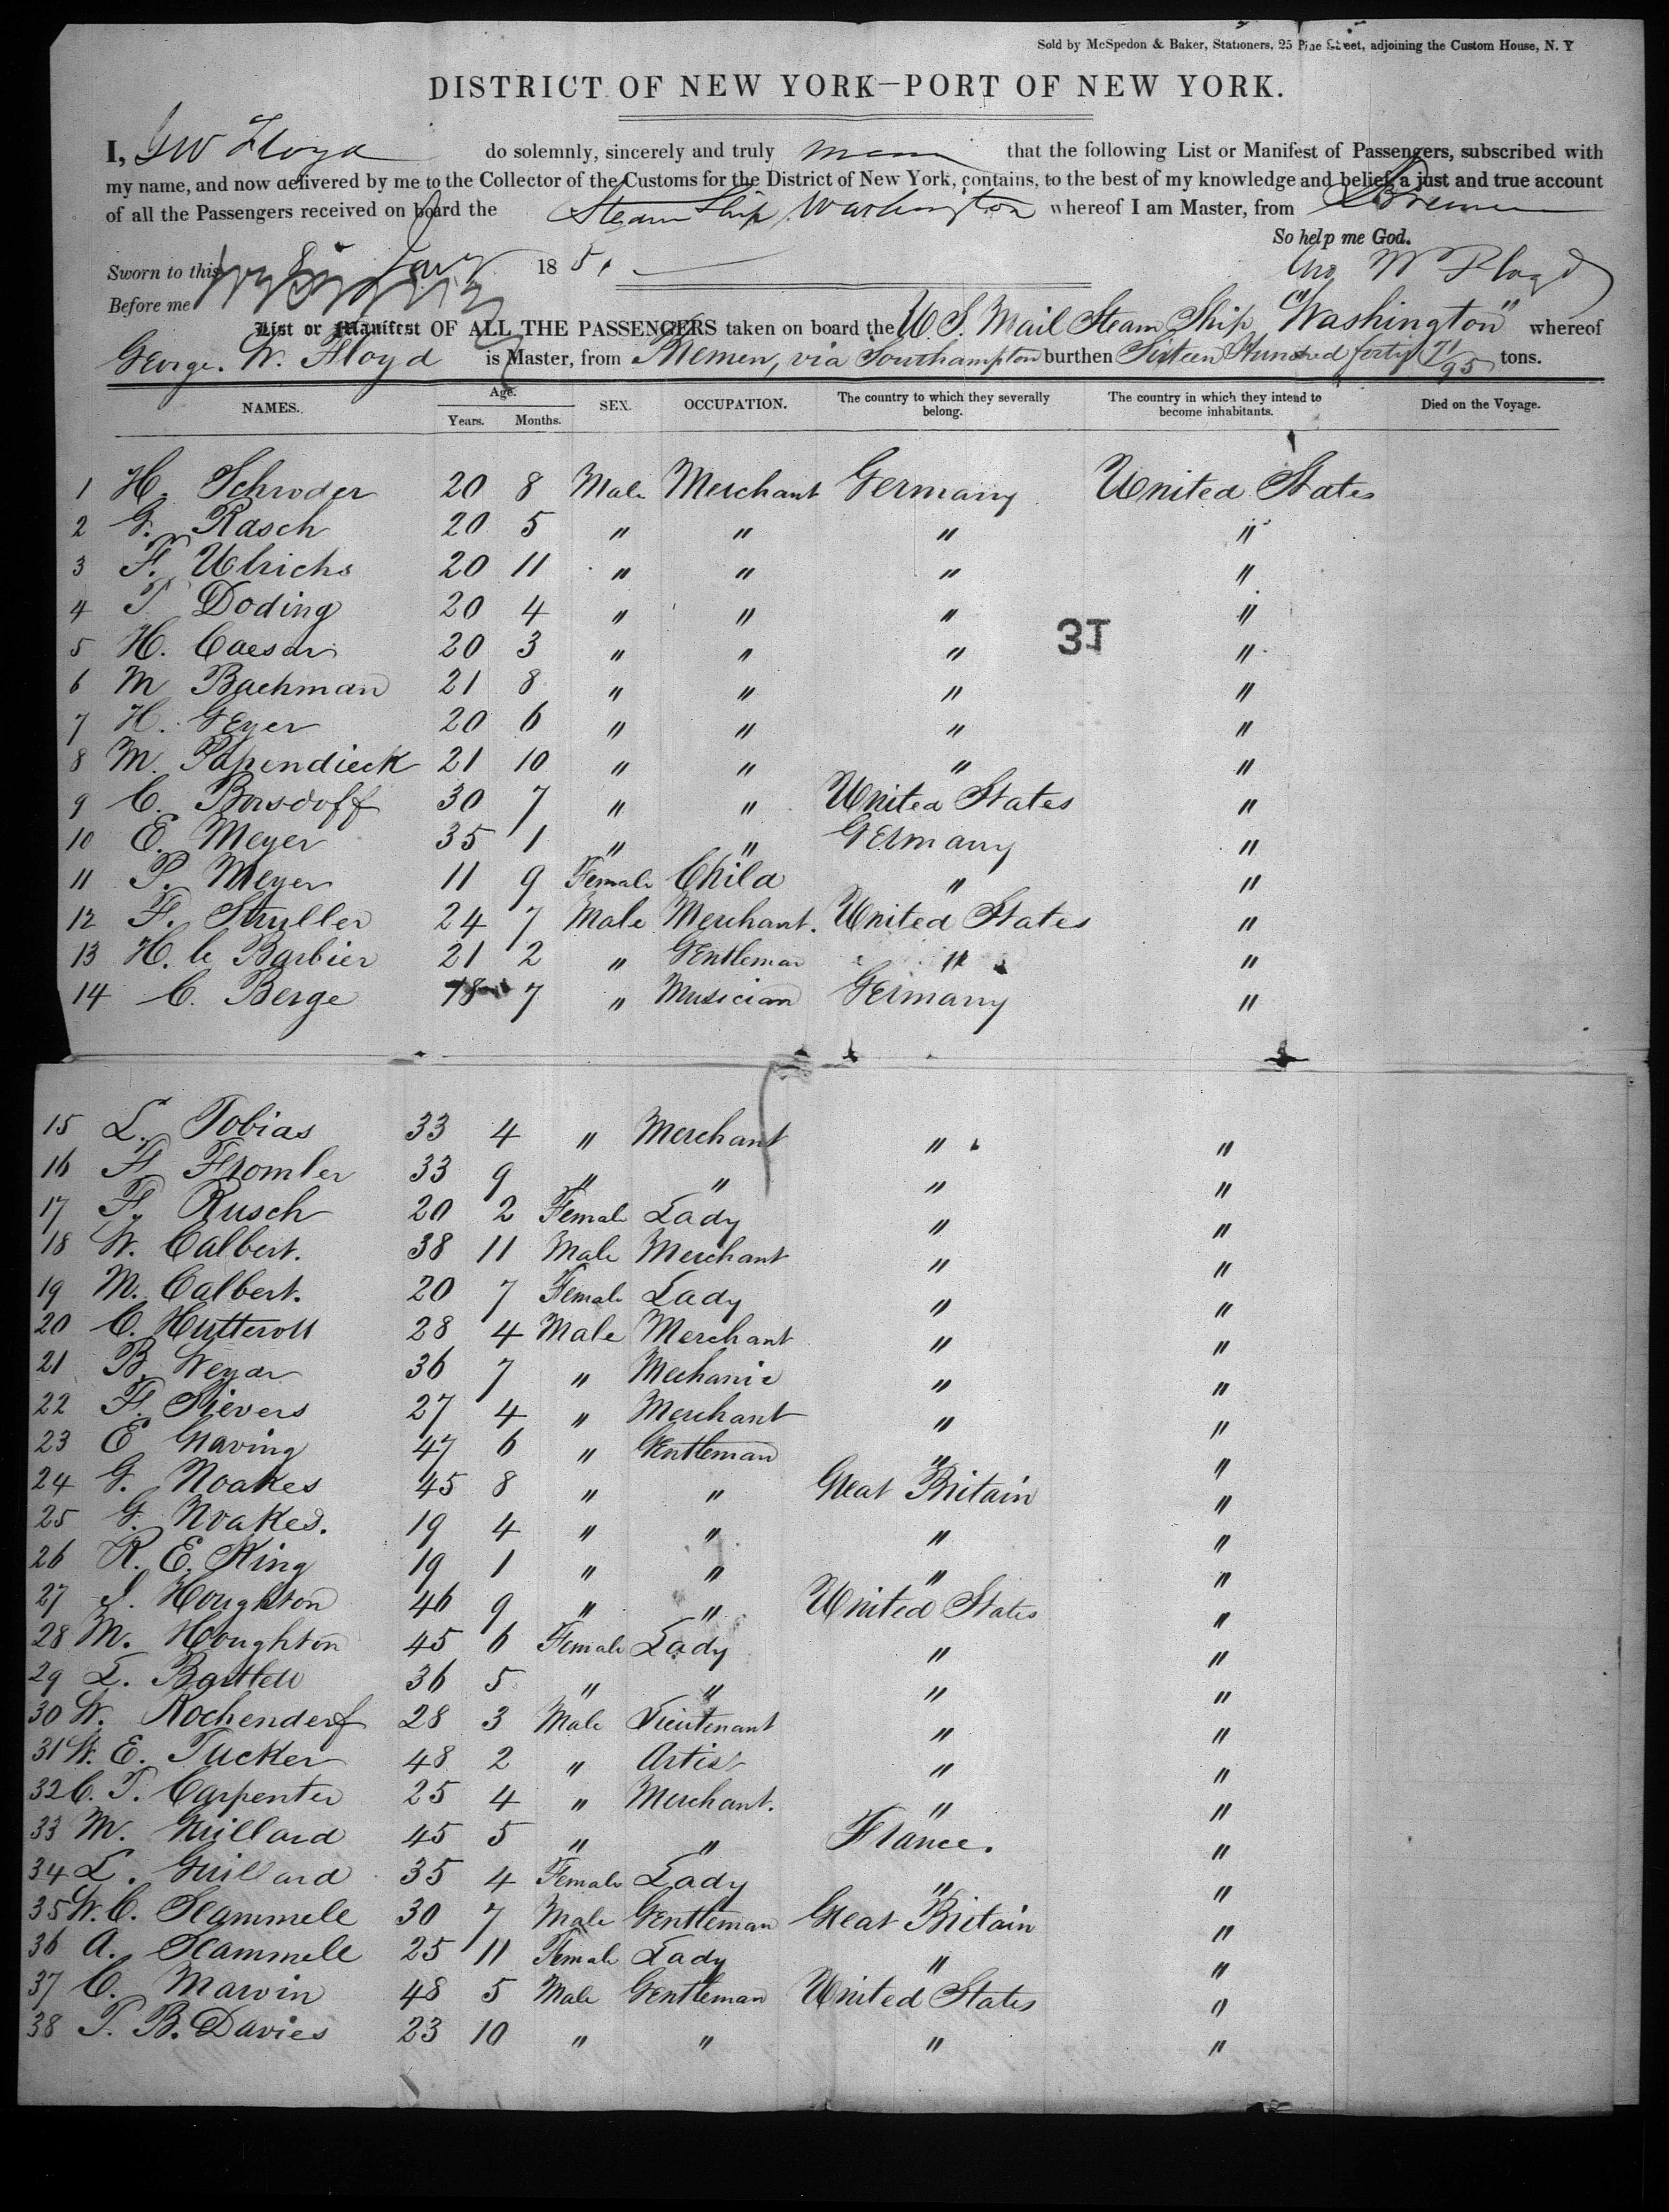 Sold by McSpedon & Baker, Stationers, 25 Pine Street, adjoining the Custom House, N. Y
DISTRICT OF NEW YORK—PORT OF NEW YORK.
I, GW Floyd do solemnly, sincerely and truly that the following List or Manifest of Passengers, subscribed with
my name, and now delivered by me to the Collector of the Customs for the District of New York, contains, to the best of my knowledge and belief, a just and true account
of all the Passengers received on board the Steam Ship Washington whereof I am Master, from Bremen
So help me God.
Sworn to this 8 Jany 1851 Geo W Floyd
Before me
List or Manifest OF ALL THE PASSENGERS taken on board the U. S. Mail Steam Ship "Washington" whereof
George. W. Floyd is Master, from Bremen, via Southampton burthen Sixteen Hundred forty 71/95 tons.
NAMES. Age. Years. Months. SEX. OCCUPATION. The country to which they severally belong. The country in which they intend to become inhabitants. Died on the Voyage.
1 H. Schroder 20 8 Male Merchant Germany United States
2 G. Rasch 20 5 " " " "
3 F. Ulrichs 20 11 " " " "
4 T Doding 20 4 " " " "
31
5 H. Caesar 20 3 " " " "
6 M Bachman 21 8 " " " "
7 H. Geyer 20 6 " " " "
8 M. Papendieck 21 10 " " " "
9 C. Borsdoff 30 7 " " United States "
10 E. Meyer 35 1 " " Germany "
11 P. Meyer 11 9 Female Child " "
12 F. Struller 24 7 Male Merchant. United States "
13 H. le Barbier 21 2 " Gentleman " "
14 C. Berge 18 7 " Musician Germany "
15 L. Tobias 33 4 " Merchant " "
16 F Fromler 33 9 " " " "
17 F. Rusch 20 2 Female Lady " "
18 W. Calbert. 38 11 Male Merchant " "
19 M. Calbert. 20 7 Female Lady " "
20 C. Hutteroll 28 4 Male Merchant " "
21 B. Weyar 36 7 " Mechanic " "
22 F. Sievers 27 4 " Merchant " "
23 E Graving 47 6 " Gentleman " "
24 G. Noakes 45 8 " " Great Britain "
25 G. Noakes. 19 4 " " " "
26 R. E. King 19 1 " " " "
27 J. Houghton 46 9 " " United States "
28 M. Houghton 45 6 Female Lady " "
29 L. Bartlett 36 5 " " " "
30 W. Kochenderf 28 3 Male Lieutenant " "
31 W. E. Tucker 48 2 " Artist " "
32 C. T. Carpenter 25 4 " Merchant. " "
33 M. Guillard 45 5 " " France. "
34 L. Guillard 35 4 Female Lady " "
35 W. C. Scammele 30 7 Male Gentleman Great Britain "
36 A. Scammele 25 11 Female Lady " "
37 C. Marvin 48 5 Male Gentleman United States "
38 T. B. Davies 23 10 " " " "